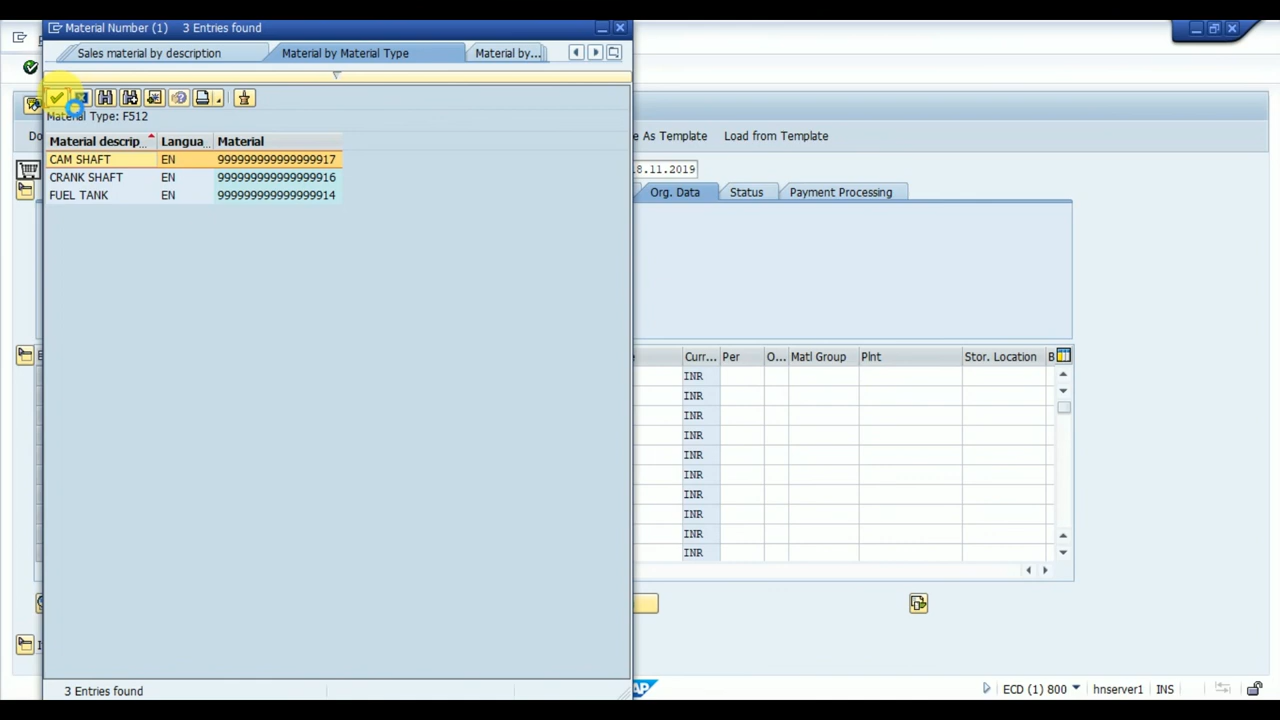 Material Number (1) 3 Entries found
Sales material by description Material by Material Type Material by...
Material Type: F512
Material descrip... Langua... Material
CAM SHAFT EN 999999999999999917
CRANK SHAFT EN 999999999999999916
FUEL TANK EN 999999999999999914
3 Entries found
e As Template Load from Template
8.11.2019
Org. Data Status Payment Processing
Curr... Per O... Matl Group Plnt Stor. Location B
INR
INR
INR
INR
INR
INR
INR
INR
INR
INR
ECD (1) 800 hnserver1 INS